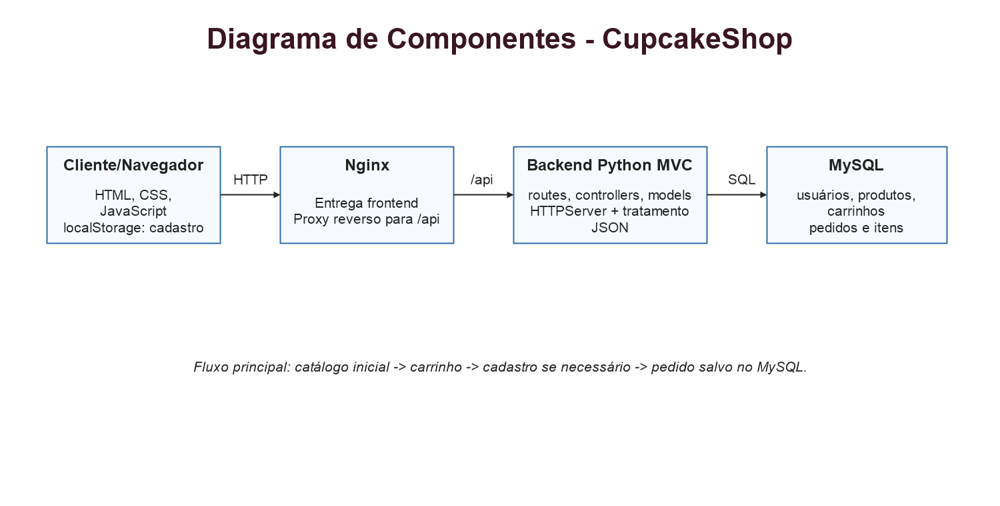 Diagrama de Componentes - CupcakeShop
Cliente/Navegador
HTML, CSS,
JavaScript
localStorage: cadastro
HTTP
Nginx
Entrega frontend
Proxy reverso para /api
/api
Backend Python MVC
routes, controllers, models
HTTPServer + tratamento
JSON
SQL
MySQL
usuários, produtos,
carrinhos
pedidos e itens
Fluxo principal: catálogo inicial -> carrinho -> cadastro se necessário -> pedido salvo no MySQL.